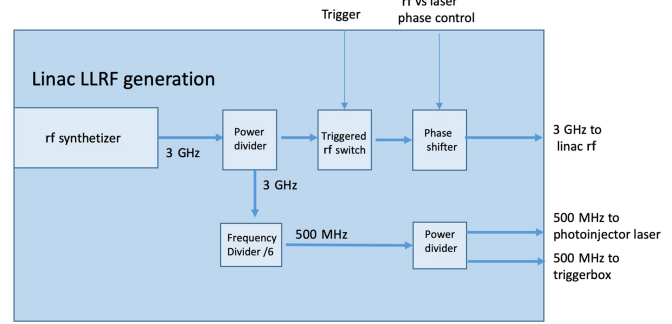 rf vs laser
phase control
Trigger
Linac LLRF generation
rf synthetizer
3 GHz
Power
divider
Triggered
rf switch
Phase
shifter
3 GHz to
linac rf
3 GHz
Frequency
Divider /6
500 MHz
Power
divider
500 MHz to
photoinjector laser
500 MHz to
triggerbox